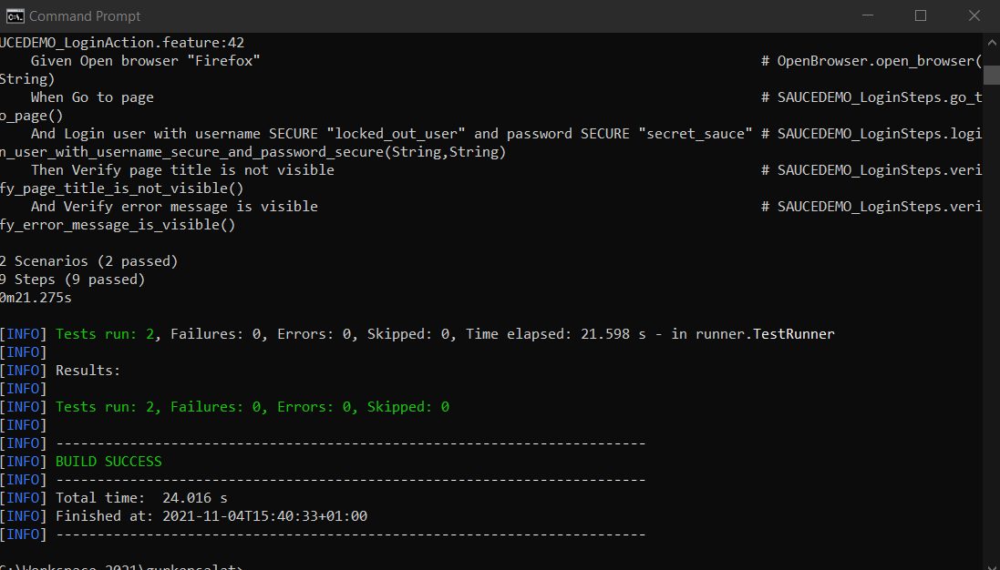 Command Prompt
UCEDEMO_LoginAction.feature:42
Given Open browser "Firefox" # OpenBrowser.open_browser(
String)
When Go to page # SAUCEDEMO_LoginSteps.go_t
o_page()
And Login user with username SECURE "locked_out_user" and password SECURE "secret_sauce" # SAUCEDEMO_LoginSteps.logi
n_user_with_username_secure_and_password_secure(String,String)
Then Verify page title is not visible # SAUCEDEMO_LoginSteps.veri
fy_page_title_is_not_visible()
And Verify error message is visible # SAUCEDEMO_LoginSteps.veri
fy_error_message_is_visible()
2 Scenarios (2 passed)
9 Steps (9 passed)
0m21.275s
[INFO] Tests run: 2, Failures: 0, Errors: 0, Skipped: 0, Time elapsed: 21.598 s - in runner.TestRunner
[INFO]
[INFO] Results:
[INFO]
[INFO] Tests run: 2, Failures: 0, Errors: 0, Skipped: 0
[INFO]
[INFO] ------------------------------------------------------------------------
[INFO] BUILD SUCCESS
[INFO] ------------------------------------------------------------------------
[INFO] Total time:  24.016 s
[INFO] Finished at: 2021-11-04T15:40:33+01:00
[INFO] ------------------------------------------------------------------------
C:\Workspace_2021\gurkensalat>